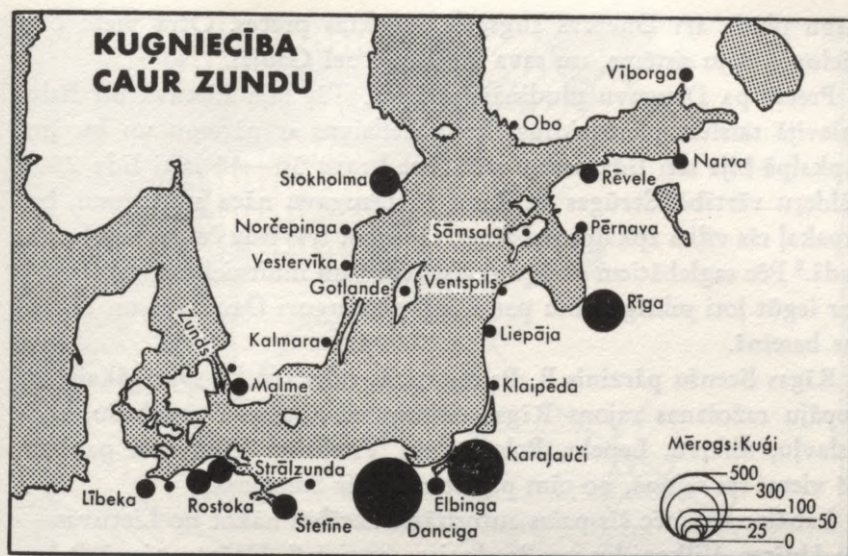 KUĢNIECĪBA
CAUR ZUNDU
Vīborga
Obo
Narva
Stokholma
Rēvele
Norčepinga
Sāmsala
Pērnava
Vestervīka
Gotlande
Ventspils
Rīga
Zunds
Kalmara
Liepāja
Malme
Klaipēda
Mērogs: Kuģi
Karaļauči
500
300
100
50
25
0
Strālzunda
Lībeka
Rostoka
Elbinga
Štetīne
Danciga